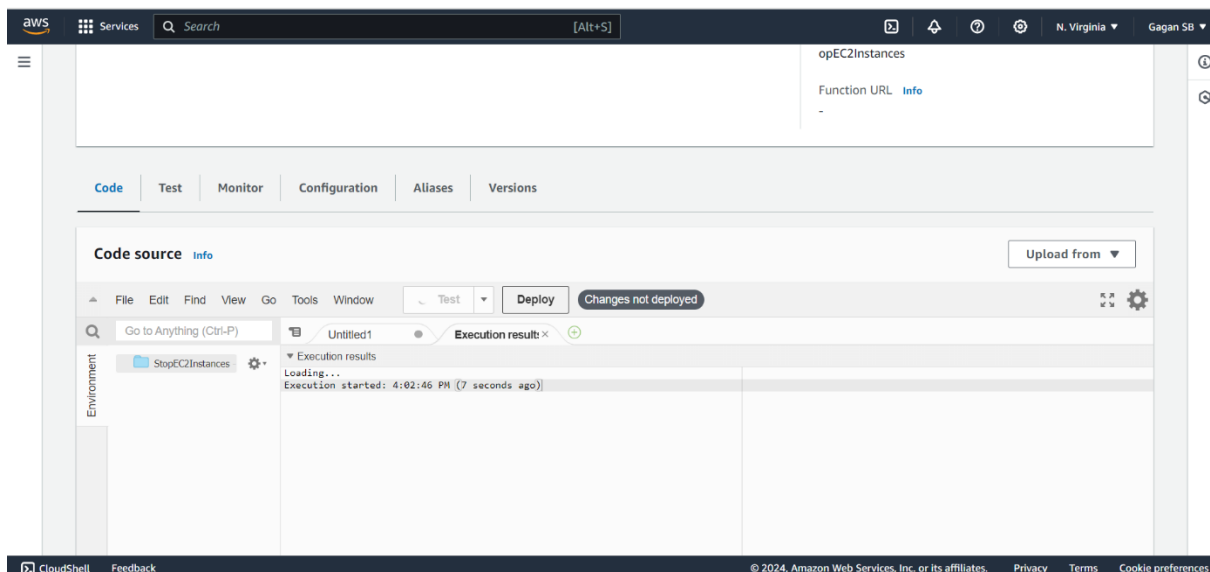 aws Services Search [Alt+S] N. Virginia ▼ Gagan SB ▼
opEC2Instances
Function URL Info
-
Code Test Monitor Configuration Aliases Versions
Code source Info Upload from ▼
File Edit Find View Go Tools Window Test Deploy Changes not deployed
Go to Anything (Ctrl-P) Untitled1 Execution results ×
Environment
StopEC2Instances
▼ Execution results
Loading...
Execution started: 4:02:46 PM (7 seconds ago)
CloudShell Feedback © 2024, Amazon Web Services, Inc. or its affiliates. Privacy Terms Cookie preferences